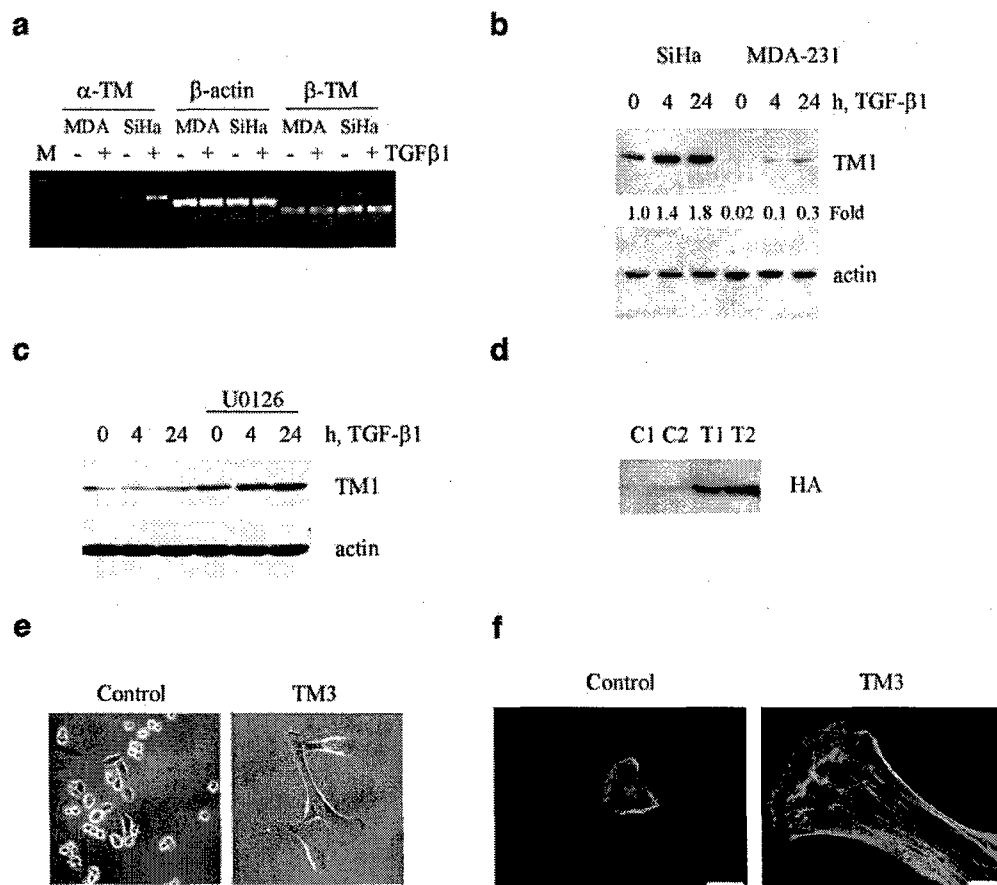 a
α-TM β-actin β-TM
MDA SiHa MDA SiHa MDA SiHa
M - + - + - + - + - + - + TGFβ1
b
SiHa MDA-231
0 4 24 0 4 24 h, TGF-β1
TM1
1.0 1.4 1.8 0.02 0.1 0.3 Fold
actin
c
U0126
0 4 24 0 4 24 h, TGF-β1
TM1
actin
d
C1 C2 T1 T2
HA
e
Control TM3
f
Control TM3